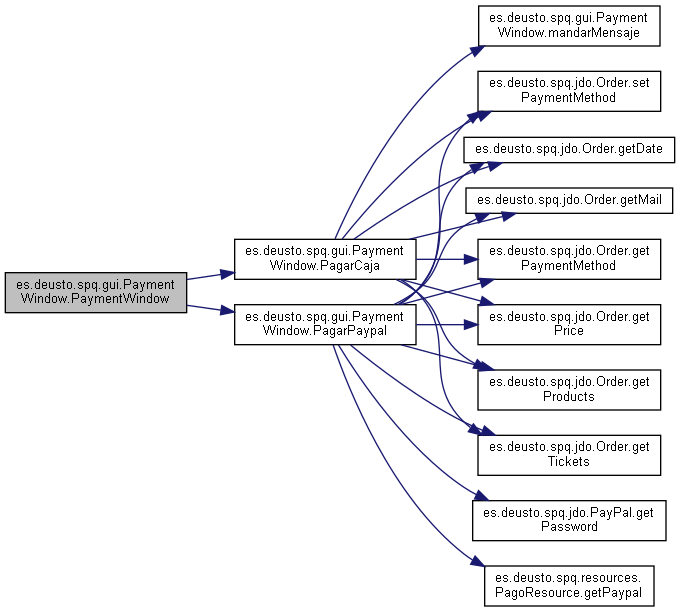 es.deusto.spq.gui.Payment
Window.PaymentWindow
es.deusto.spq.gui.Payment
Window.PagarCaja
es.deusto.spq.gui.Payment
Window.PagarPaypal
es.deusto.spq.gui.Payment
Window.mandarMensaje
es.deusto.spq.jdo.Order.set
PaymentMethod
es.deusto.spq.jdo.Order.getDate
es.deusto.spq.jdo.Order.getMail
es.deusto.spq.jdo.Order.get
PaymentMethod
es.deusto.spq.jdo.Order.get
Price
es.deusto.spq.jdo.Order.get
Products
es.deusto.spq.jdo.Order.get
Tickets
es.deusto.spq.jdo.PayPal.get
Password
es.deusto.spq.resources.
PagoResource.getPaypal